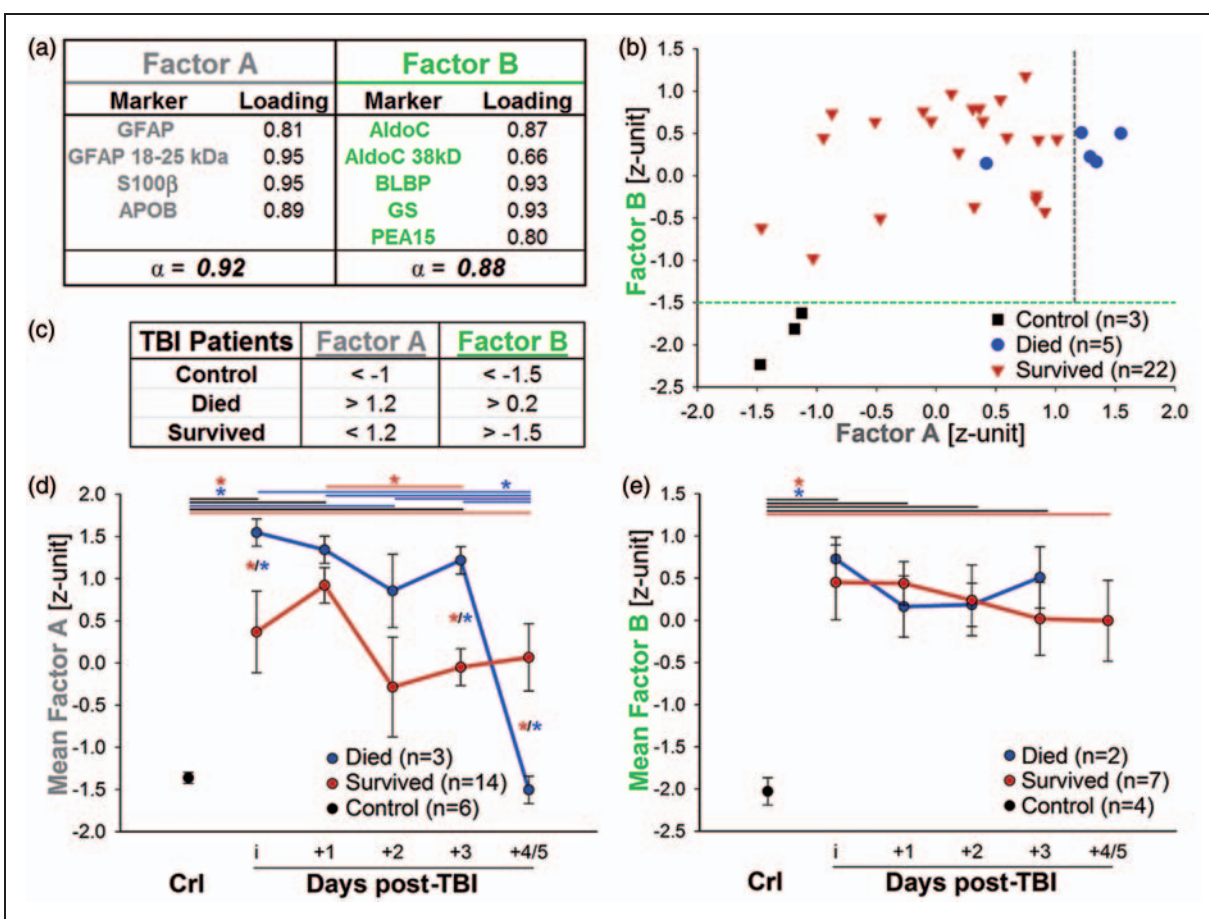 (a)
Factor A Factor B
Marker Loading Marker Loading
GFAP 0.81 AldoC 0.87
GFAP 18-25 kDa 0.95 AldoC 38kD 0.66
S100β 0.95 BLBP 0.93
APOB 0.89 GS 0.93
PEA15 0.80
α = 0.92 α = 0.88
(b)
Factor B [z-unit]
1.5
1.0
0.5
0.0
-0.5
-1.0
-1.5
-2.0
-2.5
Control (n=3)
Died (n=5)
Survived (n=22)
-2.0 -1.5 -1.0 -0.5 0.0 0.5 1.0 1.5 2.0
Factor A [z-unit]
(c)
TBI Patients Factor A Factor B
Control < -1 < -1.5
Died > 1.2 > 0.2
Survived < 1.2 > -1.5
(d)
Mean Factor A [z-unit]
2.0
1.5
1.0
0.5
0.0
-0.5
-1.0
-1.5
-2.0
*
*
*
*
*/*
*/*
*/*
Died (n=3)
Survived (n=14)
Control (n=6)
i +1 +2 +3 +4/5
Crl Days post-TBI
(e)
Mean Factor B [z-unit]
1.5
1.0
0.5
0.0
-0.5
-1.0
-1.5
-2.0
-2.5
*
*
Died (n=2)
Survived (n=7)
Control (n=4)
i +1 +2 +3 +4/5
Crl Days post-TBI